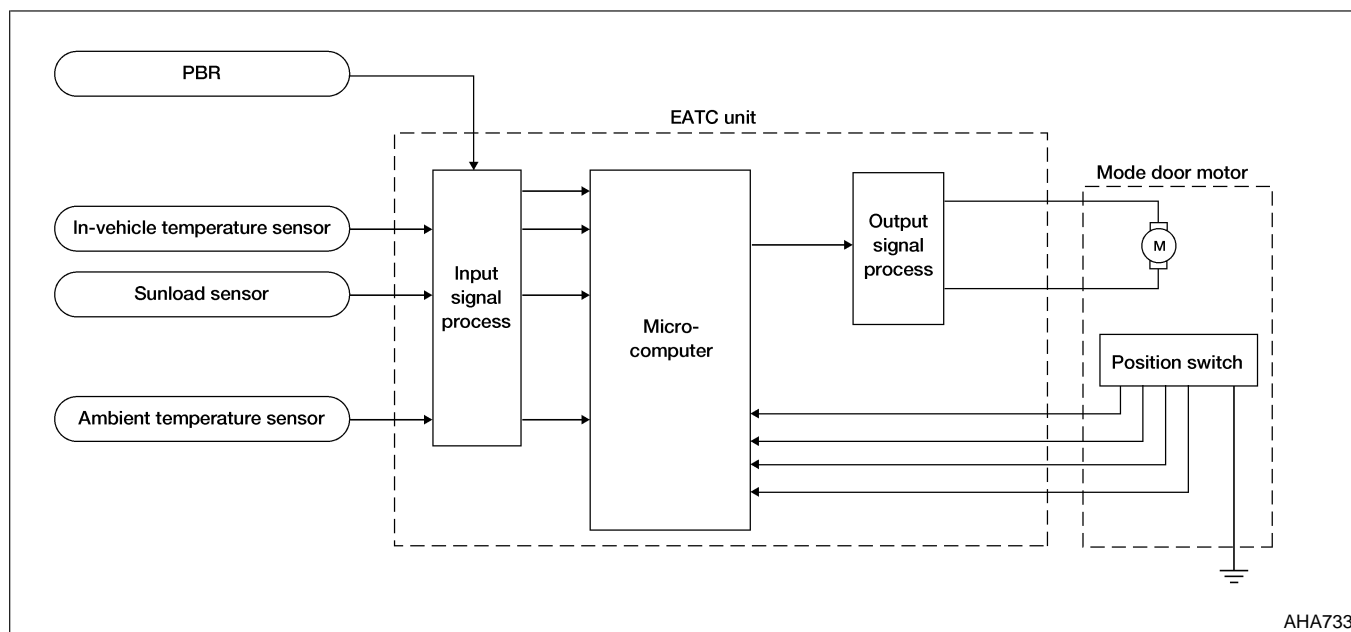 PBR
EATC unit
Mode door motor
In-vehicle temperature sensor
Sunload sensor
Ambient temperature sensor
Input
signal
process
Micro-
computer
Output
signal
process
M
Position switch
AHA733